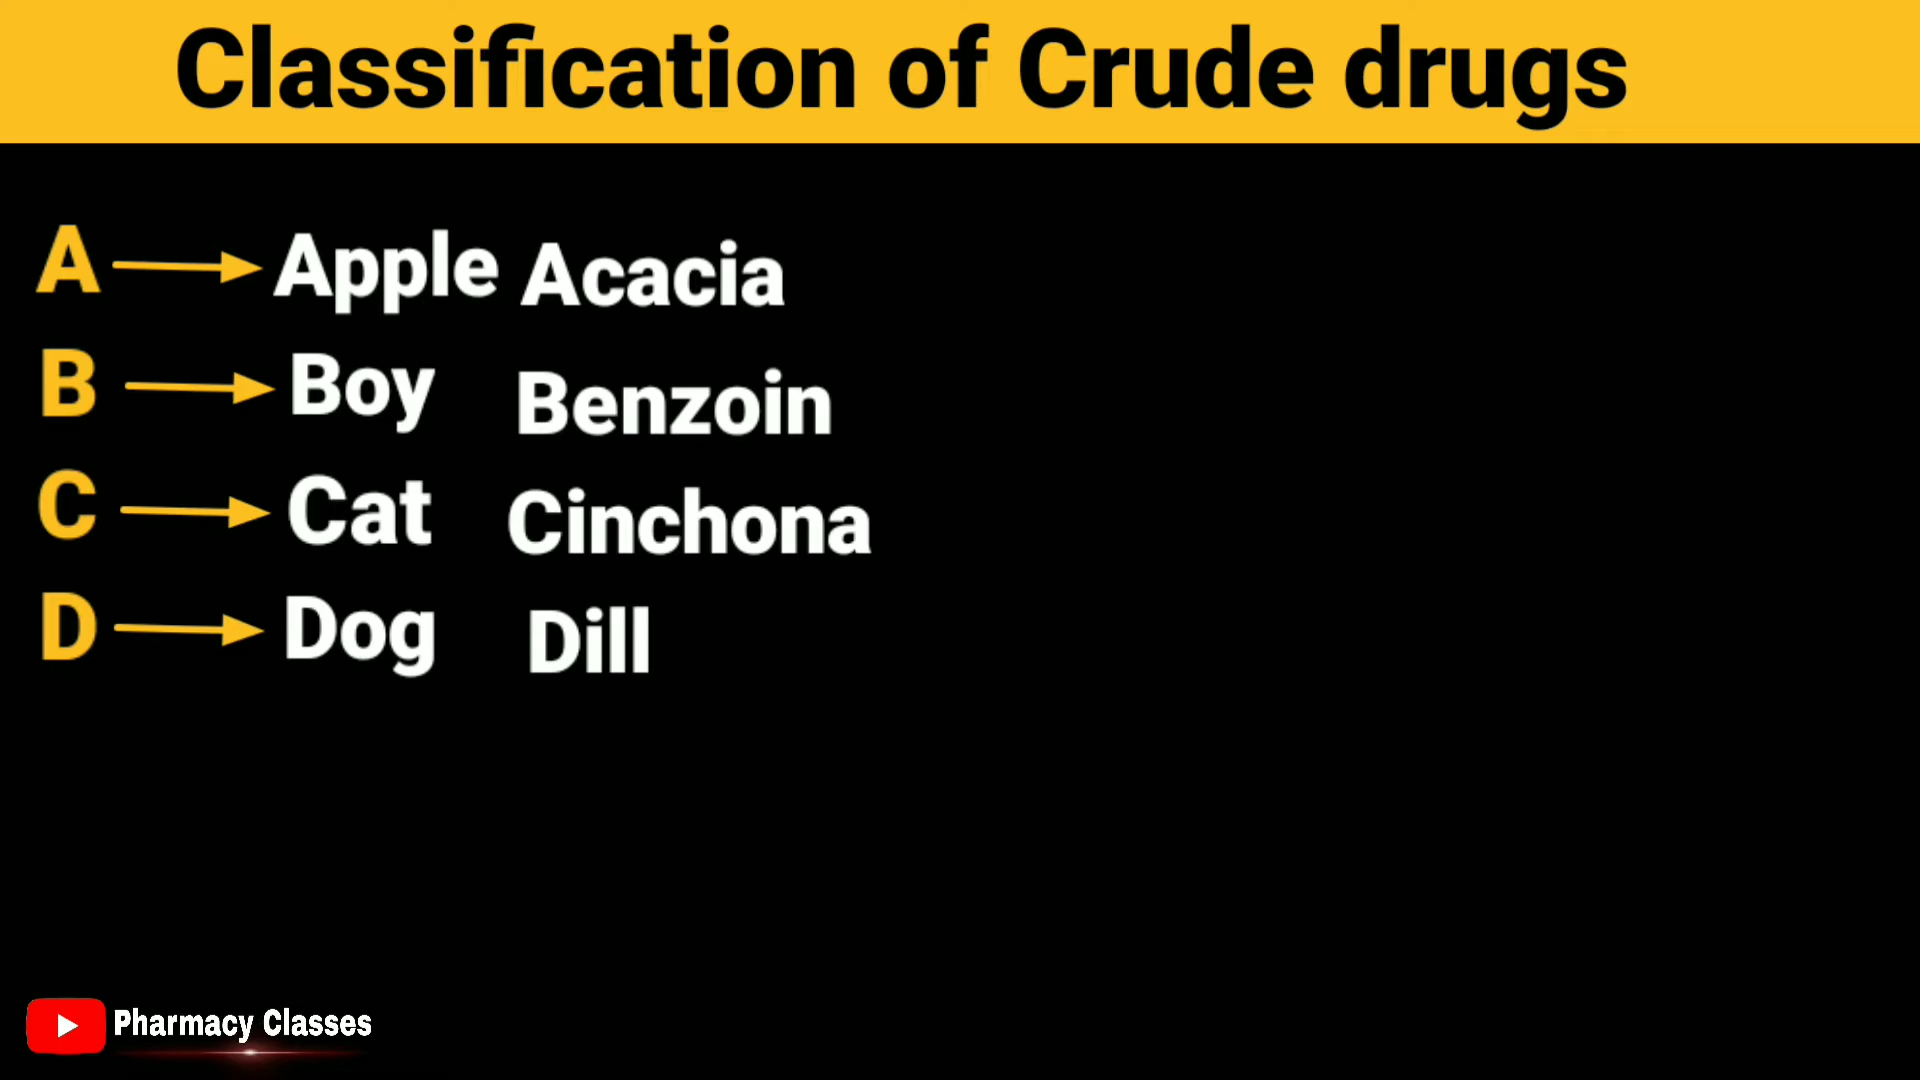 Classification of Crude drugs
A Apple Acacia
B Boy Benzoin
C Cat Cinchona
D Dog Dill
Pharmacy Classes